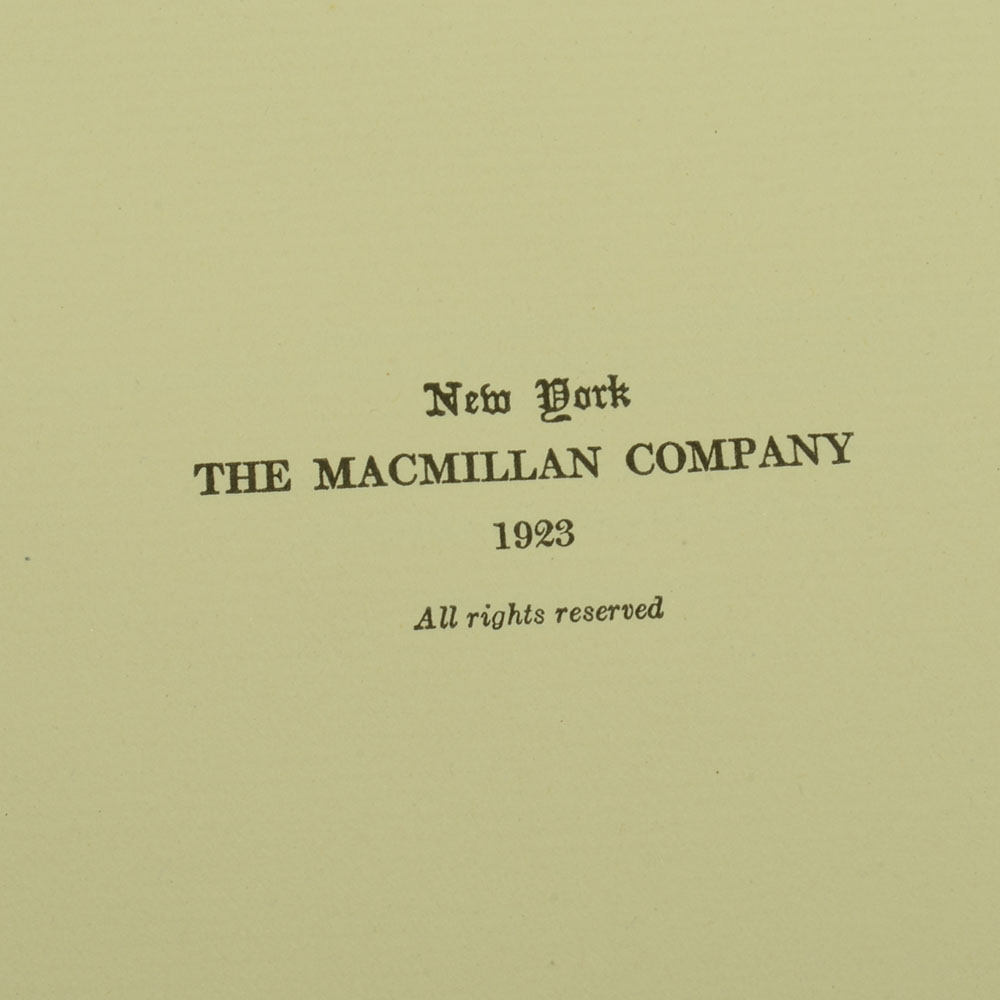 New York
THE MACMILLAN COMPANY
1923
All rights reserved